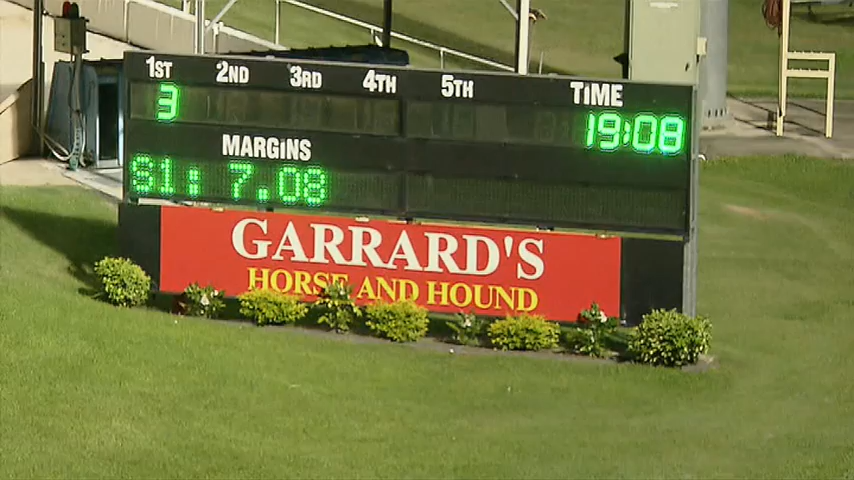 1ST 2ND 3RD 4TH 5TH TIME
3 19:08
MARGINS
S1: 7.08
GARRARD'S
HORSE AND HOUND